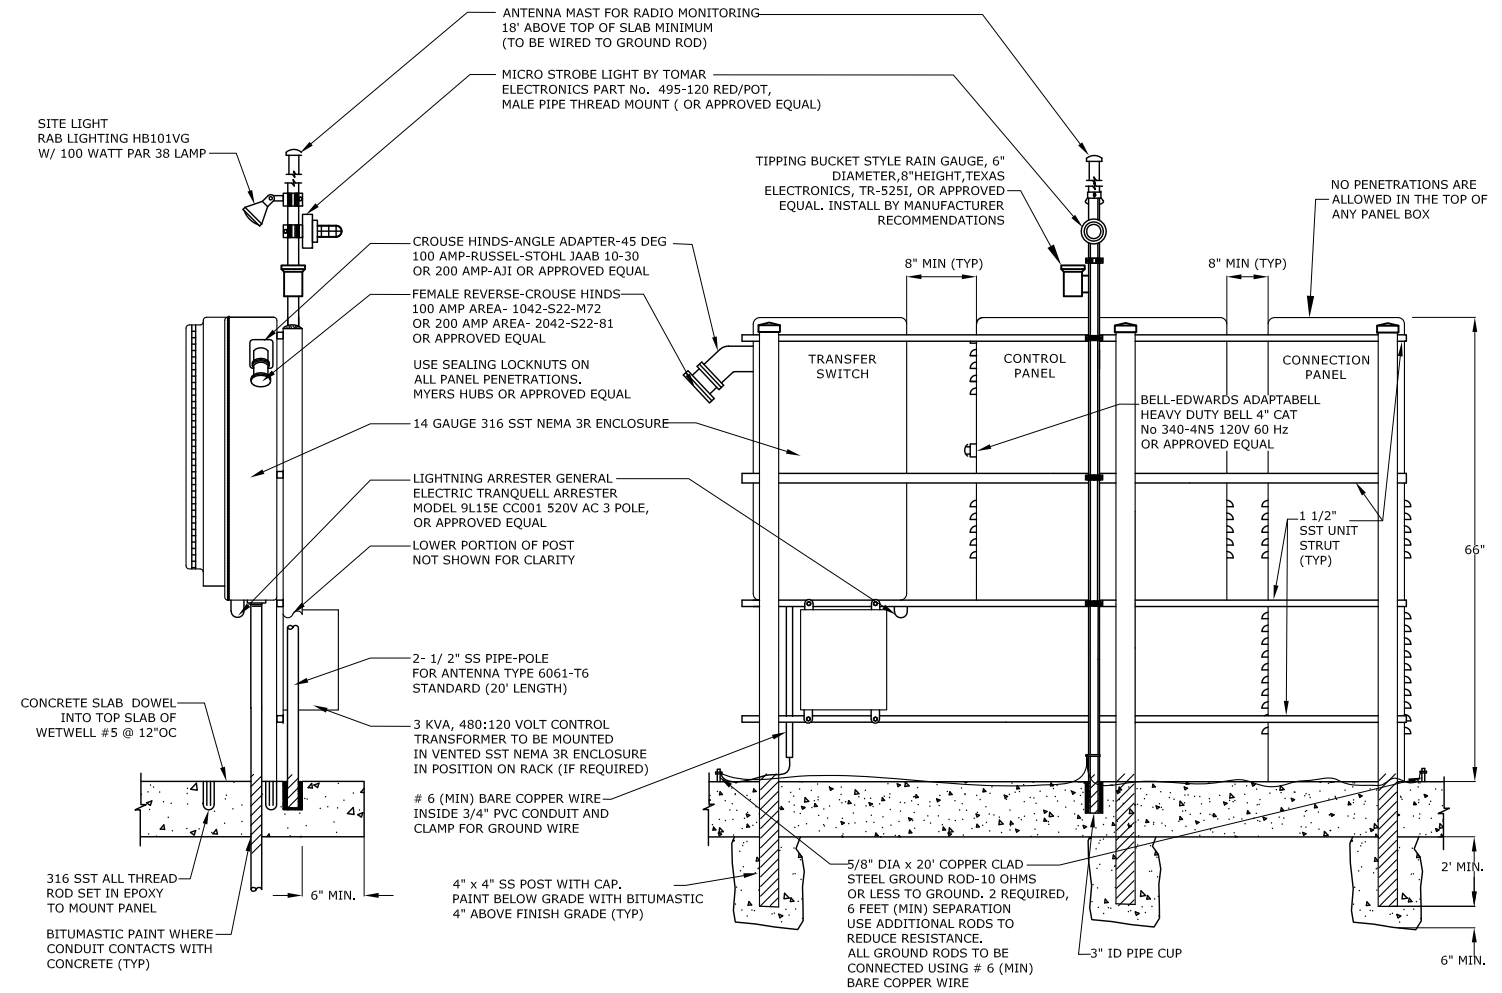 ANTENNA MAST FOR RADIO MONITORING
18' ABOVE TOP OF SLAB MINIMUM
(TO BE WIRED TO GROUND ROD)
MICRO STROBE LIGHT BY TOMAR
ELECTRONICS PART No. 495-120 RED/POT,
MALE PIPE THREAD MOUNT ( OR APPROVED EQUAL)
SITE LIGHT
RAB LIGHTING HB101VG
W/ 100 WATT PAR 38 LAMP
TIPPING BUCKET STYLE RAIN GAUGE, 6"
DIAMETER,8"HEIGHT,TEXAS
ELECTRONICS, TR-525I, OR APPROVED
EQUAL. INSTALL BY MANUFACTURER
RECOMMENDATIONS
NO PENETRATIONS ARE
ALLOWED IN THE TOP OF
ANY PANEL BOX
CROUSE HINDS-ANGLE ADAPTER-45 DEG
100 AMP-RUSSEL-STOHL JAAB 10-30
OR 200 AMP-AJI OR APPROVED EQUAL
8" MIN (TYP)
8" MIN (TYP)
FEMALE REVERSE-CROUSE HINDS
100 AMP AREA- 1042-S22-M72
OR 200 AMP AREA- 2042-S22-81
OR APPROVED EQUAL
USE SEALING LOCKNUTS ON
ALL PANEL PENETRATIONS.
MYERS HUBS OR APPROVED EQUAL
TRANSFER
SWITCH
CONTROL
PANEL
CONNECTION
PANEL
BELL-EDWARDS ADAPTABELL
HEAVY DUTY BELL 4" CAT
No 340-4N5 120V 60 Hz
OR APPROVED EQUAL
14 GAUGE 316 SST NEMA 3R ENCLOSURE
LIGHTNING ARRESTER GENERAL
ELECTRIC TRANQUELL ARRESTER
MODEL 9L15E CC001 520V AC 3 POLE,
OR APPROVED EQUAL
1 1/2"
SST UNIT
STRUT
(TYP)
66"
LOWER PORTION OF POST
NOT SHOWN FOR CLARITY
2- 1/ 2" SS PIPE-POLE
FOR ANTENNA TYPE 6061-T6
STANDARD (20' LENGTH)
CONCRETE SLAB DOWEL
INTO TOP SLAB OF
WETWELL #5 @ 12"OC
3 KVA, 480:120 VOLT CONTROL
TRANSFORMER TO BE MOUNTED
IN VENTED SST NEMA 3R ENCLOSURE
IN POSITION ON RACK (IF REQUIRED)
# 6 (MIN) BARE COPPER WIRE
INSIDE 3/4" PVC CONDUIT AND
CLAMP FOR GROUND WIRE
316 SST ALL THREAD
ROD SET IN EPOXY
TO MOUNT PANEL
6" MIN.
4" x 4" SS POST WITH CAP.
PAINT BELOW GRADE WITH BITUMASTIC
4" ABOVE FINISH GRADE (TYP)
5/8" DIA x 20' COPPER CLAD
STEEL GROUND ROD-10 OHMS
OR LESS TO GROUND. 2 REQUIRED,
6 FEET (MIN) SEPARATION
USE ADDITIONAL RODS TO
REDUCE RESISTANCE.
ALL GROUND RODS TO BE
CONNECTED USING # 6 (MIN)
BARE COPPER WIRE
2' MIN.
BITUMASTIC PAINT WHERE
CONDUIT CONTACTS WITH
CONCRETE (TYP)
3" ID PIPE CUP
6" MIN.